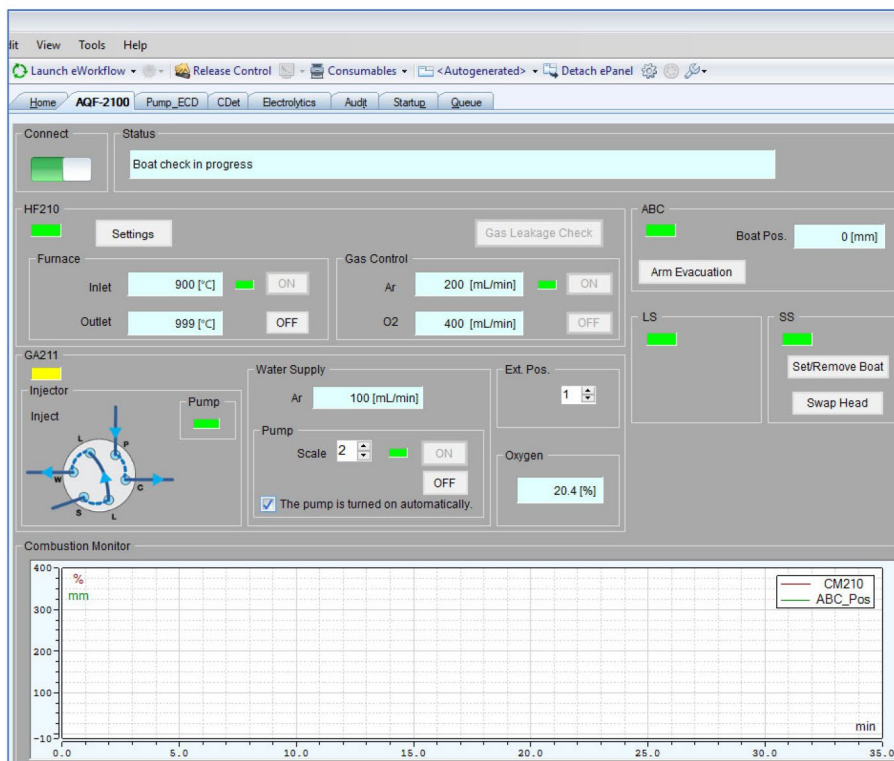 dit View Tools Help
Launch eWorkflow Release Control Consumables <Autogenerated> Detach ePanel
Home AQF-2100 Pump_ECD CDet Electrolytics Audit Startup Queue
Connect
Status
Boat check in progress
HF210
Settings
Gas Leakage Check
Furnace
Inlet 900 [°C] ON
Outlet 999 [°C] OFF
Gas Control
Ar 200 [mL/min] ON
O2 400 [mL/min] OFF
ABC
Boat Pos. 0 [mm]
Arm Evacuation
LS
SS
Set/Remove Boat
Swap Head
GA211
Injector
Inject
Pump
L
P
W
C
S
L
Water Supply
Ar 100 [mL/min]
Pump
Scale 2 ON
OFF
The pump is turned on automatically.
Ext. Pos.
1
Oxygen
20.4 [%]
Combustion Monitor
400
300
200
100
-10
%
mm
CM210
ABC_Pos
min
0.0 5.0 10.0 15.0 20.0 25.0 30.0 35.0